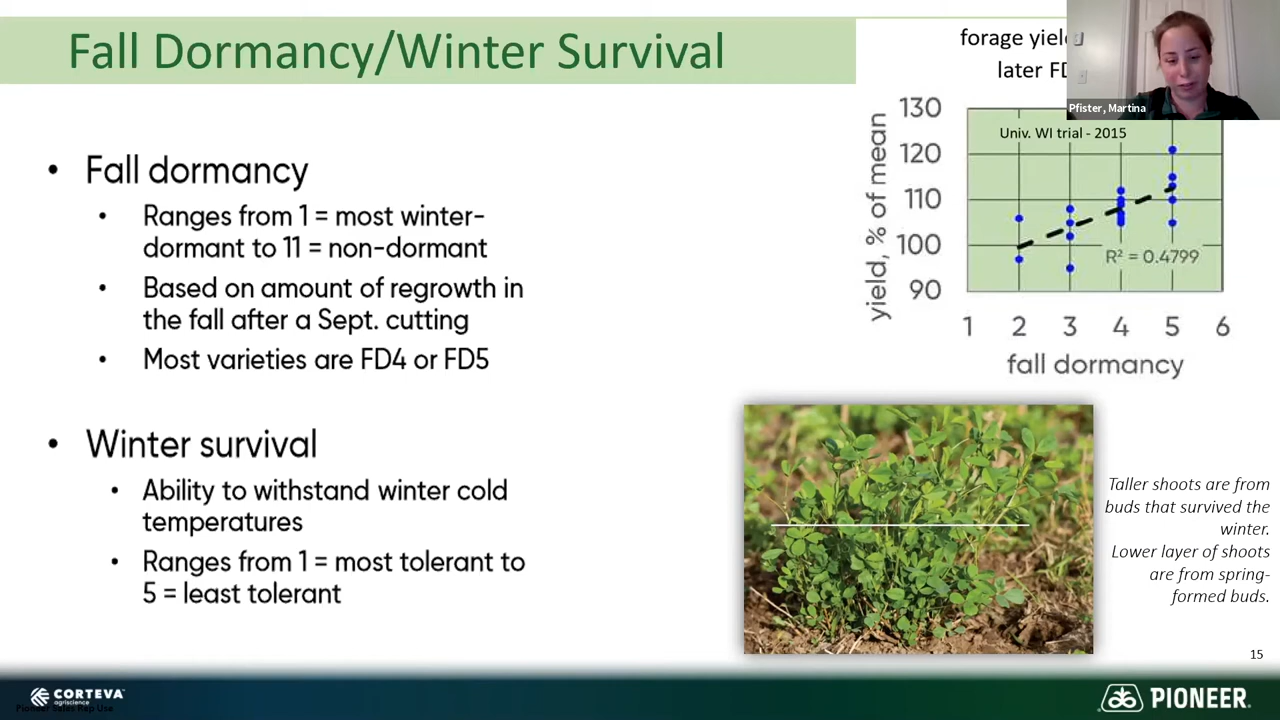 Fall Dormancy/Winter Survival
• Fall dormancy
• Ranges from 1 = most winter-
dormant to 11 = non-dormant
• Based on amount of regrowth in
the fall after a Sept. cutting
• Most varieties are FD4 or FD5
• Winter survival
• Ability to withstand winter cold
temperatures
• Ranges from 1 = most tolerant to
5 = least tolerant
forage
later
Pfister, Martina
Univ. WI trial - 2015
yield, % of mean
130
120
110
100
90
R² = 0.4799
1 2 3 4 5 6
fall dormancy
Taller shoots are from
buds that survived the
winter.
Lower layer of shoots
are from spring-
formed buds.
15
CORTEVA
agriscience
Pioneer Sales Rep Use
PIONEER